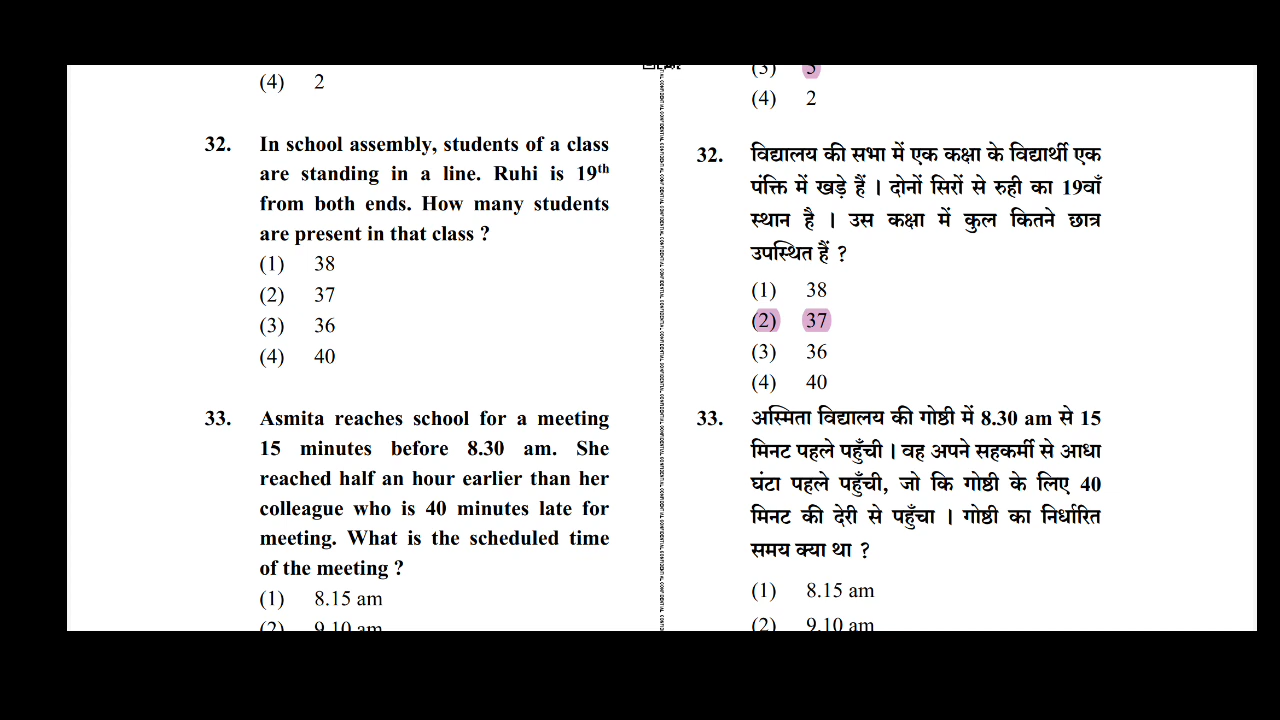 (4) 2
32. In school assembly, students of a class
are standing in a line. Ruhi is 19th
from both ends. How many students
are present in that class ?
(1) 38
(2) 37
(3) 36
(4) 40
33. Asmita reaches school for a meeting
15 minutes before 8.30 am. She
reached half an hour earlier than her
colleague who is 40 minutes late for
meeting. What is the scheduled time
of the meeting ?
(1) 8.15 am
(2) 9.10 am
(3) 5
(4) 2
32. विद्यालय की सभा में एक कक्षा के विद्यार्थी एक
पंक्ति में खड़े हैं । दोनों सिरों से रुही का 19वाँ
स्थान है । उस कक्षा में कुल कितने छात्र
उपस्थित हैं ?
(1) 38
(2) 37
(3) 36
(4) 40
33. अस्मिता विद्यालय की गोष्ठी में 8.30 am से 15
मिनट पहले पहुँची । वह अपने सहकर्मी से आधा
घंटा पहले पहुँची, जो कि गोष्ठी के लिए 40
मिनट की देरी से पहुँचा । गोष्ठी का निर्धारित
समय क्या था ?
(1) 8.15 am
(2) 9.10 am